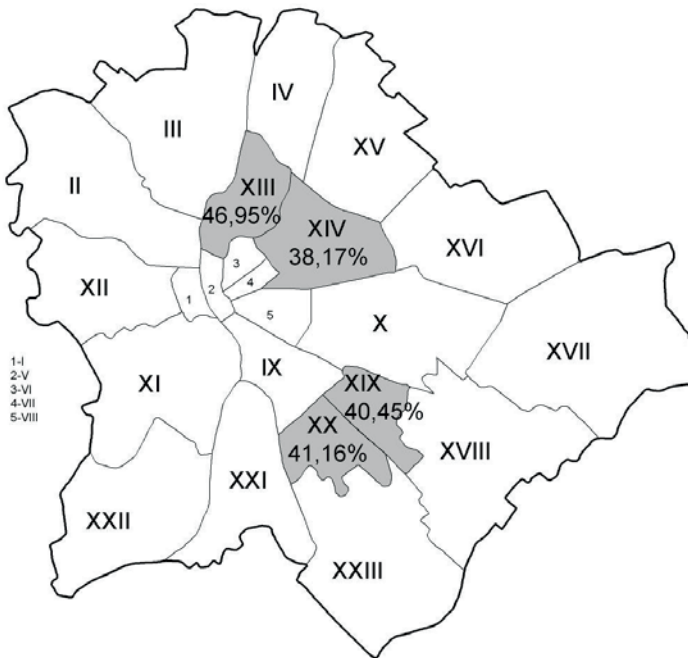 IV
III
XV
II
XIII
46,95%
XIV
38,17%
XVI
3
4
XII
1
2
5
X
XVII
1-I
2-V
3-VI
4-VII
5-VIII
XI
IX
XIX
40,45%
XX
41,16%
XVIII
XXI
XXII
XXIII